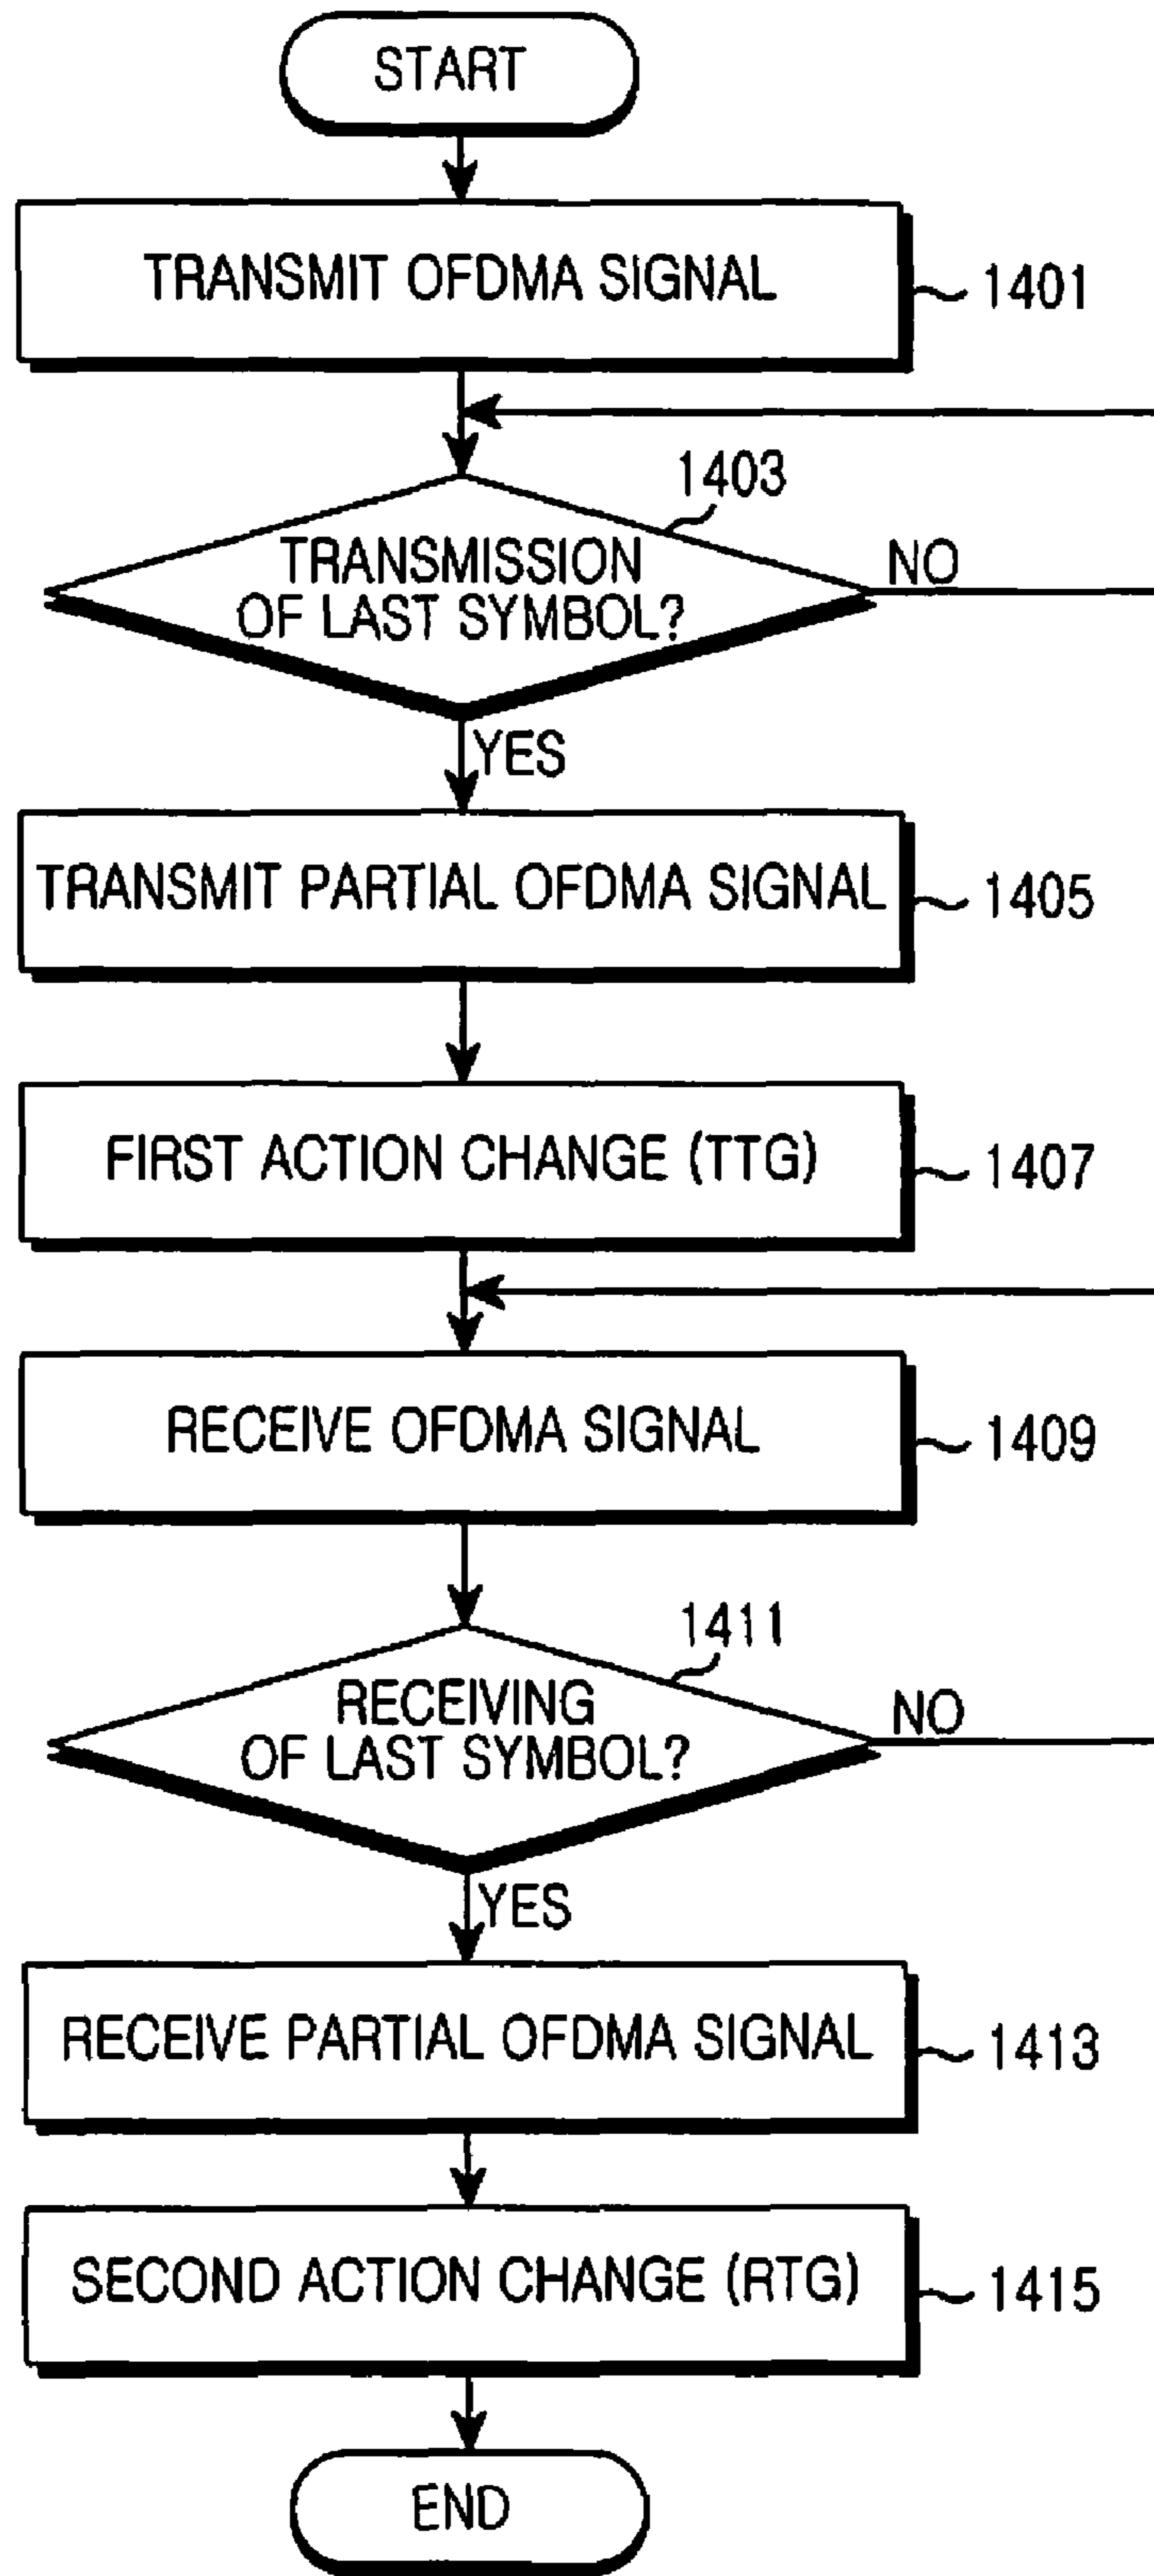 START
TRANSMIT OFDMA SIGNAL
1401
1403
TRANSMISSION
OF LAST SYMBOL?
NO
YES
TRANSMIT PARTIAL OFDMA SIGNAL
1405
FIRST ACTION CHANGE (TTG)
1407
RECEIVE OFDMA SIGNAL
1409
1411
RECEIVING
OF LAST SYMBOL?
NO
YES
RECEIVE PARTIAL OFDMA SIGNAL
1413
SECOND ACTION CHANGE (RTG)
1415
END